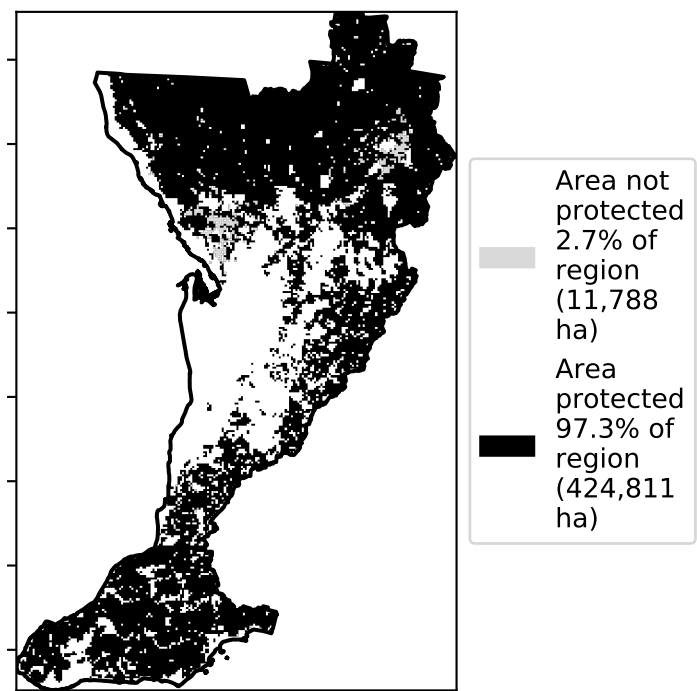 Area not
protected
2.7% of
region
(11,788
ha)
Area
protected
97.3% of
region
(424,811
ha)